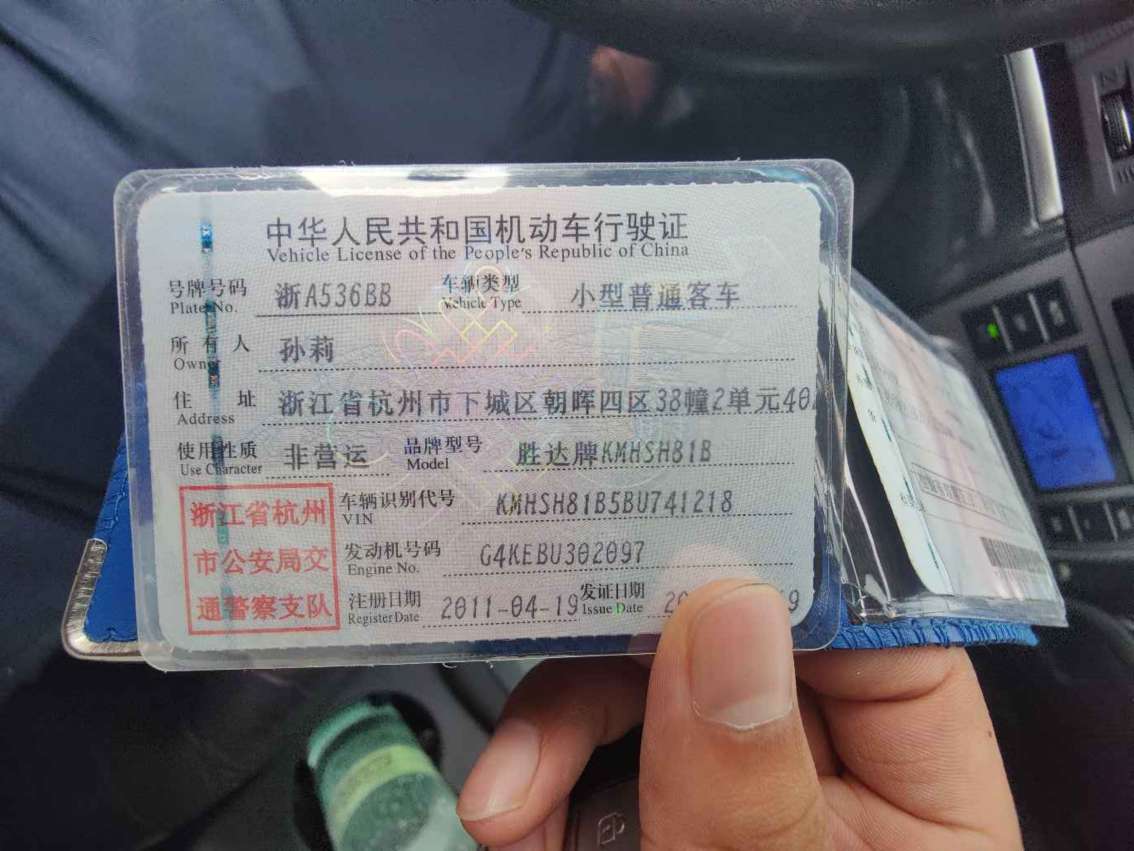 中华人民共和国机动车行驶证
Vehicle License of the People's Republic of China
号牌号码 浙A536BB 车辆类型 小型普通客车
Plate No. Vehicle Type
所有人 孙莉
Owner
住址 浙江省杭州市下城区朝晖四区38幢2单元40
Address
使用性质 非营运 品牌型号 胜达牌KMHSH81B
Use Character Model
浙江省杭州 车辆识别代号 KMHSH81B5BU741218
VIN
市公安局交 发动机号码 G4KEBU302097
Engine No.
通警察支队 注册日期 2011-04-19 发证日期
Register Date Issue Date